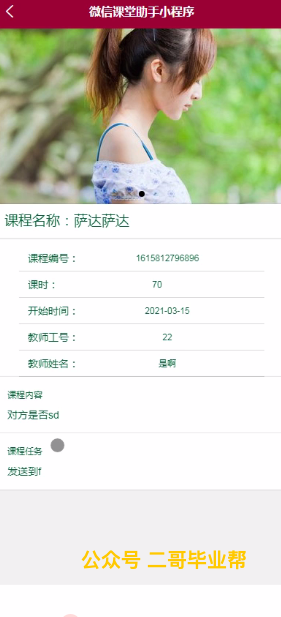 微信课堂助手小程序
课程名称：萨达萨达
课程编号： 1615812796896
课时： 70
开始时间： 2021-03-15
教师工号： 22
教师姓名： 是啊
课程内容
对方是否sd
课程任务
发送到f
公众号 二哥毕业帮